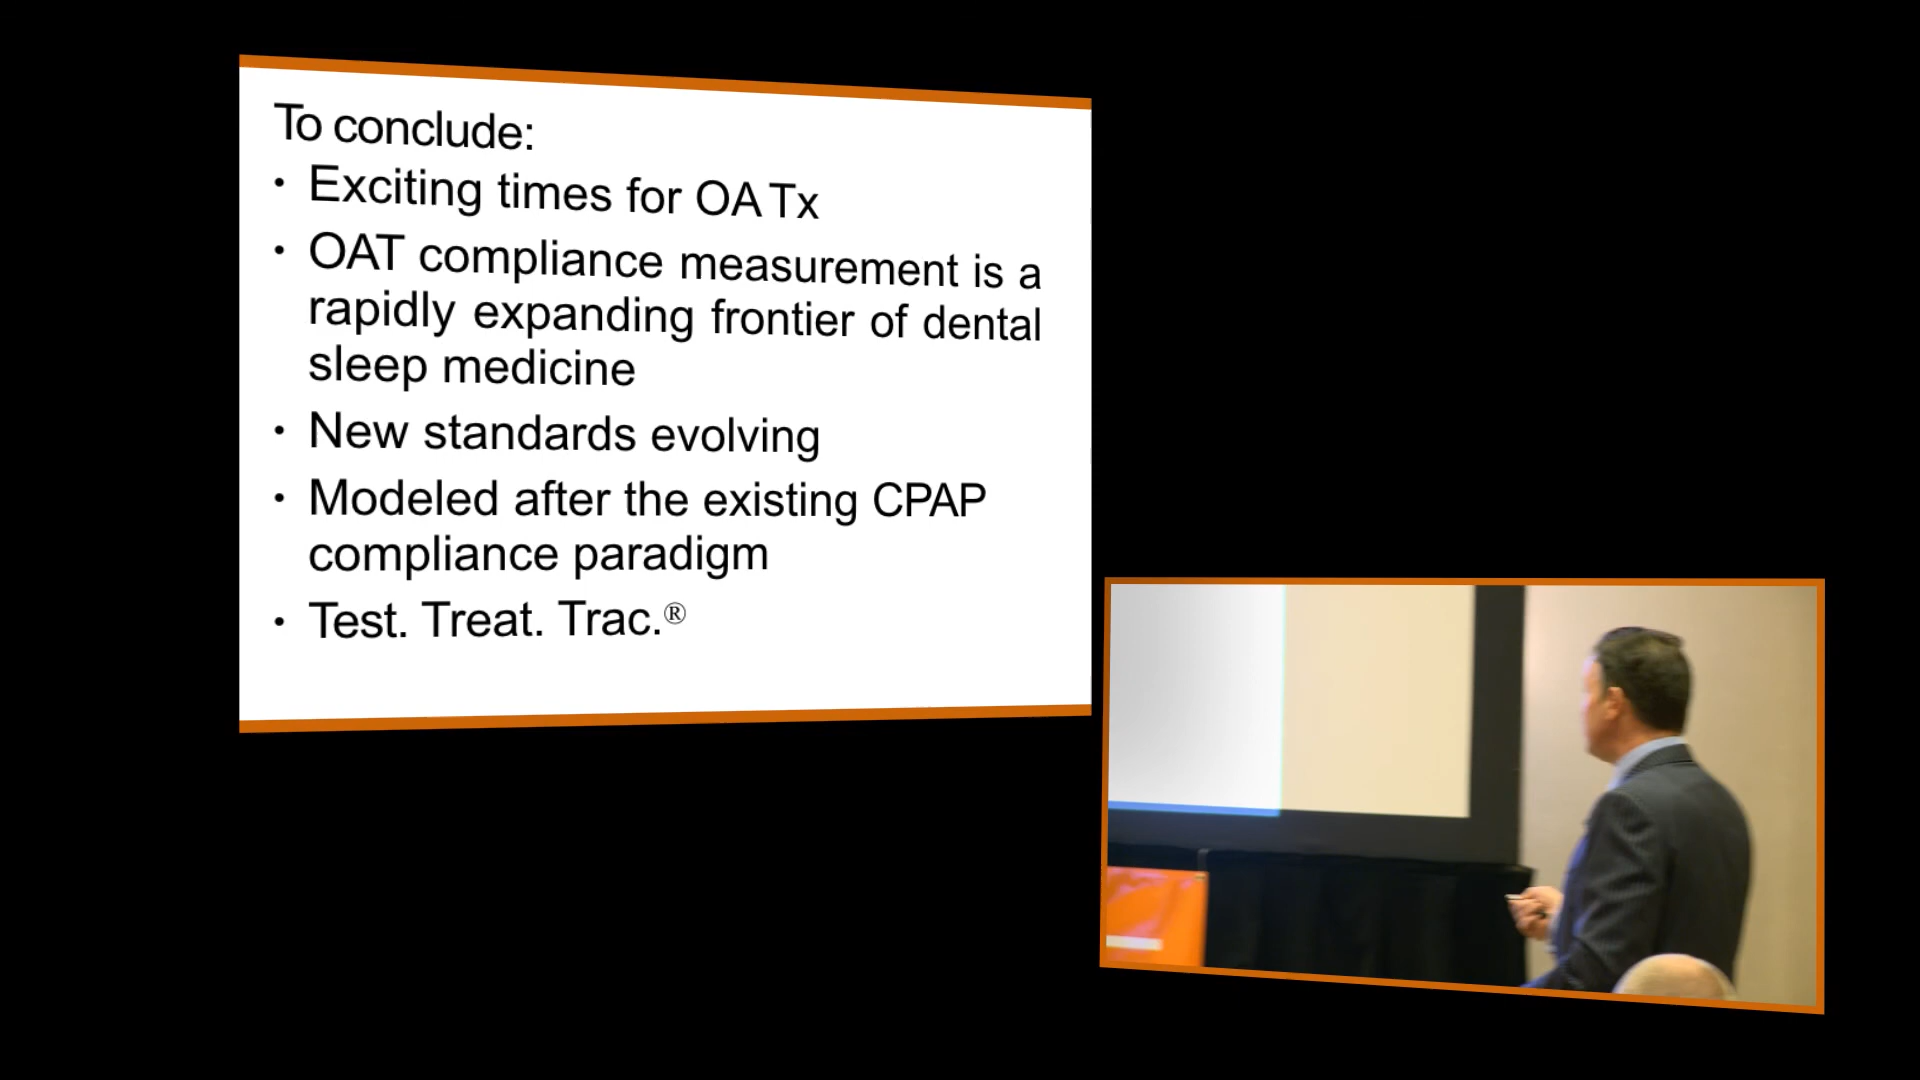 To conclude:
• Exciting times for OA Tx
• OAT compliance measurement is a
rapidly expanding frontier of dental
sleep medicine
• New standards evolving
• Modeled after the existing CPAP
compliance paradigm
• Test. Treat. Trac.®